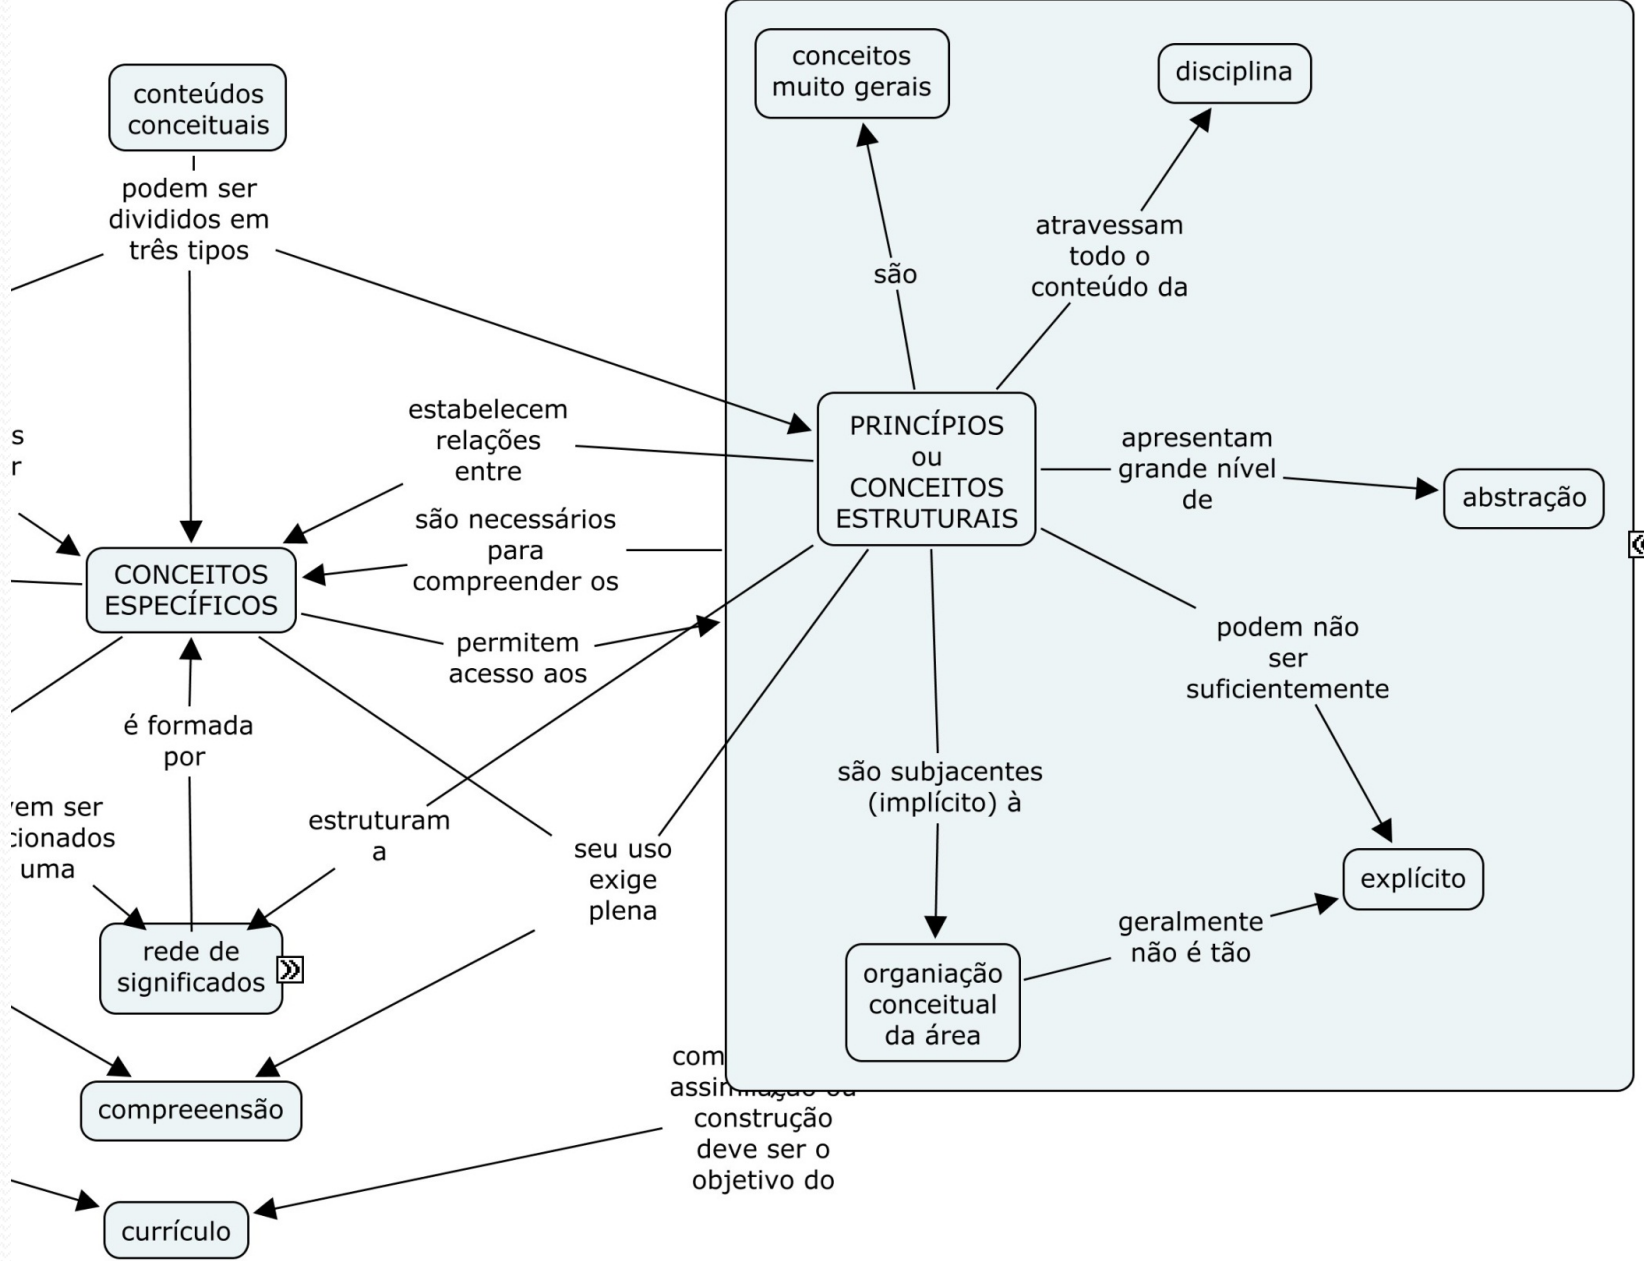 conteúdos
conceituais
podem ser
divididos em
três tipos
conceitos
muito gerais
disciplina
são
atravessam
todo o
conteúdo da
PRINCÍPIOS
ou
CONCEITOS
ESTRUTURAIS
estabelecem
relações
entre
apresentam
grande nível
de
abstração
são necessários
para
compreender os
CONCEITOS
ESPECÍFICOS
permitem
acesso aos
podem não
ser
suficientemente
é formada
por
são subjacentes
(implícito) à
ser
uma
estruturam
a
seu uso
exige
plena
explícito
geralmente
não é tão
rede de
significados
organiação
conceitual
da área
compreeensão
construção
deve ser o
objetivo do
currículo